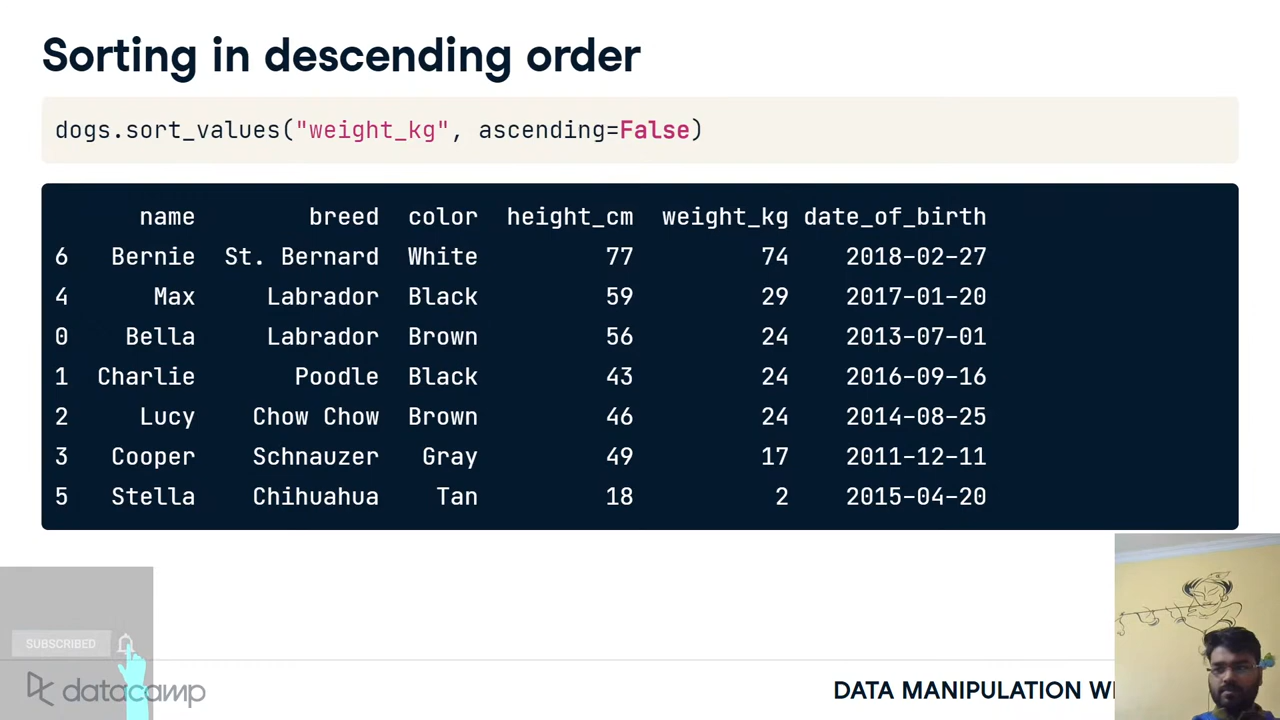 Sorting in descending order
dogs.sort_values("weight_kg", ascending=False)
name breed color height_cm weight_kg date_of_birth
6 Bernie St. Bernard White 77 74 2018-02-27
4 Max Labrador Black 59 29 2017-01-20
0 Bella Labrador Brown 56 24 2013-07-01
1 Charlie Poodle Black 43 24 2016-09-16
2 Lucy Chow Chow Brown 46 24 2014-08-25
3 Cooper Schnauzer Gray 49 17 2011-12-11
5 Stella Chihuahua Tan 18 2 2015-04-20
SUBSCRIBED
datacamp
DATA MANIPULATION